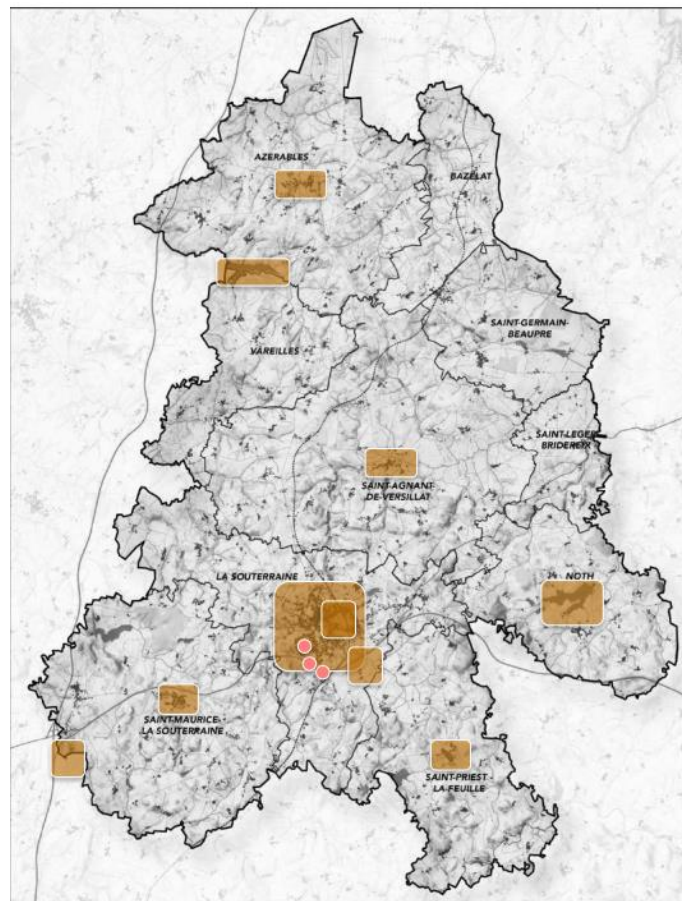 AZERABLES
BAZELAT
SAINT-GERMAIN-
BEAUPRE
VAREILLES
SAINT-LEGER-
BRIDEREIX
SAINT-AGNANT-
DE-VERSILLAT
LA SOUTERRAINE
NOTH
SAINT-MAURICE-
LA SOUTERRAINE
SAINT-PRIEST-
LA-FEUILLE